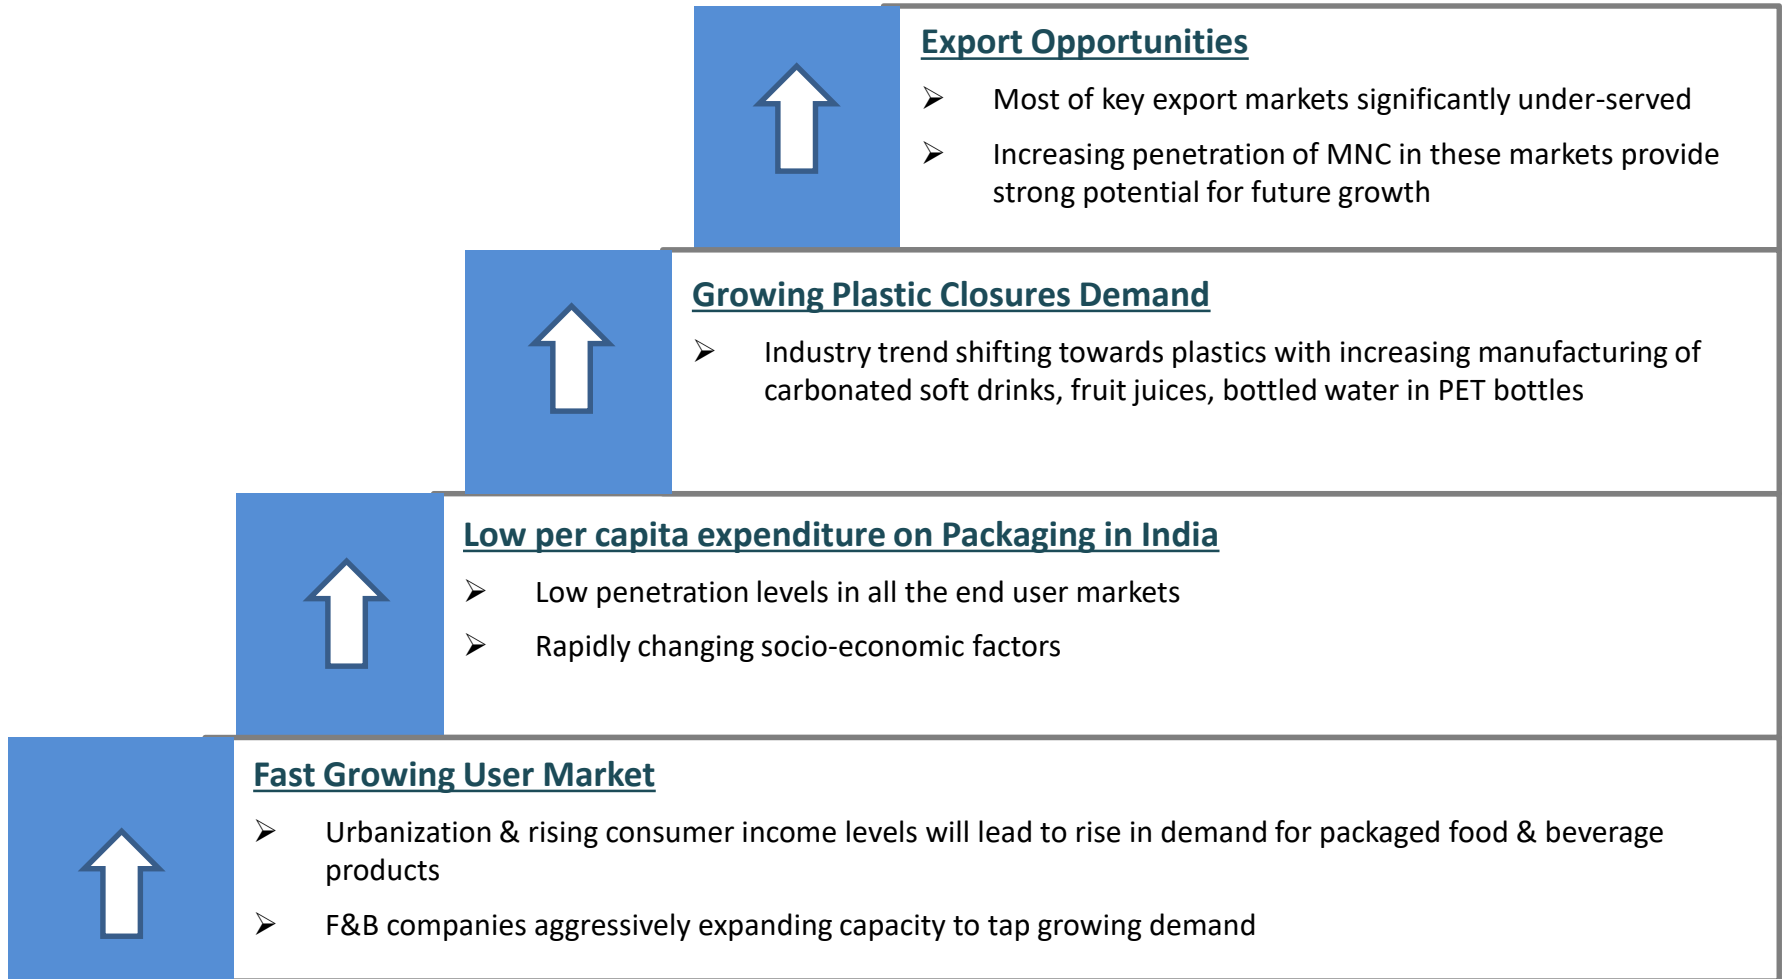 Export Opportunities
➢ Most of key export markets significantly under-served
➢ Increasing penetration of MNC in these markets provide
strong potential for future growth
Growing Plastic Closures Demand
➢ Industry trend shifting towards plastics with increasing manufacturing of
carbonated soft drinks, fruit juices, bottled water in PET bottles
Low per capita expenditure on Packaging in India
➢ Low penetration levels in all the end user markets
➢ Rapidly changing socio-economic factors
Fast Growing User Market
➢ Urbanization & rising consumer income levels will lead to rise in demand for packaged food & beverage
products
➢ F&B companies aggressively expanding capacity to tap growing demand